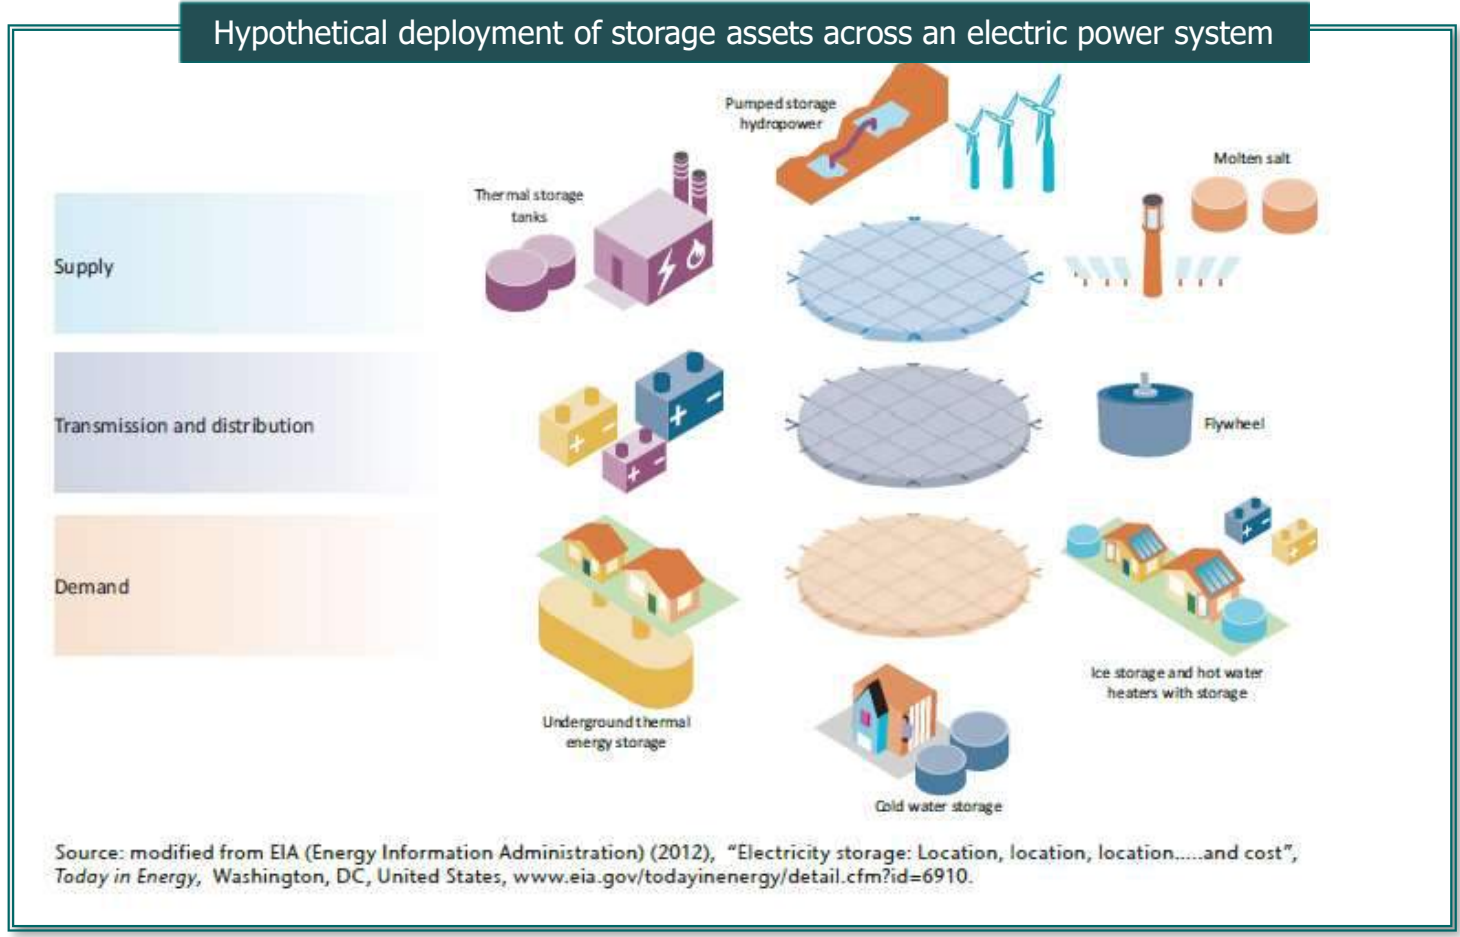 Hypothetical deployment of storage assets across an electric power system
Pumped storage
hydropower
Molten salt
Thermal storage
tanks
Supply
Transmission and distribution
Flywheel
Demand
Ice storage and hot water
heaters with storage
Underground thermal
energy storage
Cold water storage
Source: modified from EIA (Energy Information Administration) (2012), “Electricity storage: Location, location, location.....and cost”,
Today in Energy, Washington, DC, United States, www.eia.gov/todayinenergy/detail.cfm?id=6910.